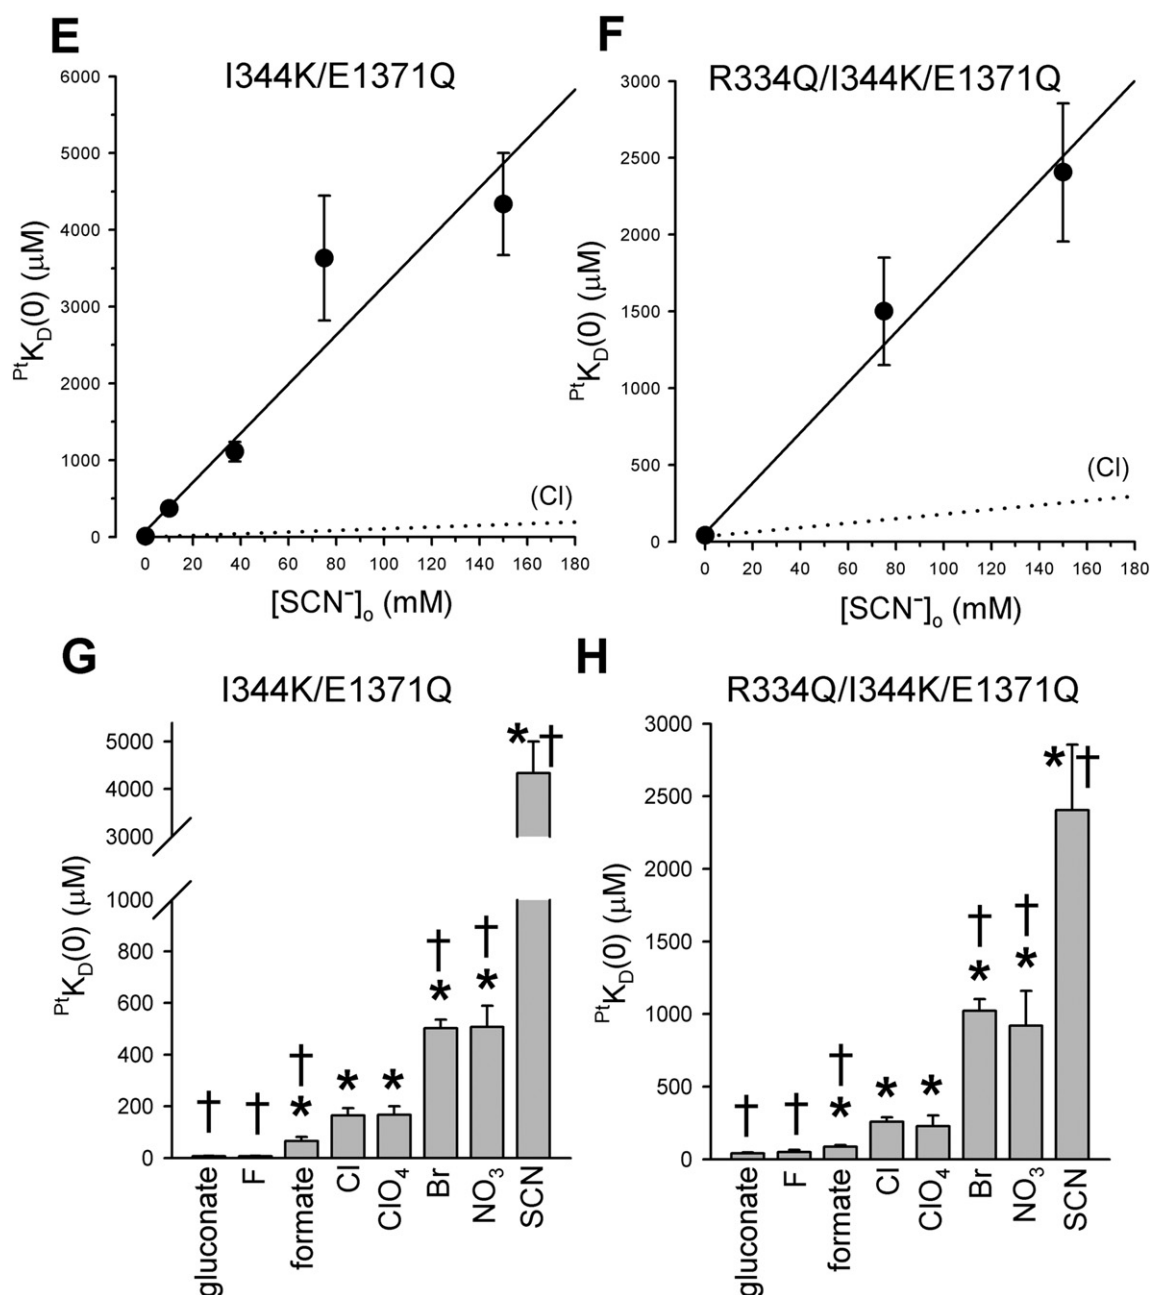 E
I344K/E1371Q
6000
5000
4000
3000
2000
1000
0
PtKD(0) (μM)
(Cl)
0 20 40 60 80 100 120 140 160 180
[SCN⁻]o (mM)
F
R334Q/I344K/E1371Q
3000
2500
2000
1500
1000
500
0
PtKD(0) (μM)
(Cl)
0 20 40 60 80 100 120 140 160 180
[SCN⁻]o (mM)
G
I344K/E1371Q
5000
4000
3000
1000
800
600
400
200
0
PtKD(0) (μM)
* †
† † † * * * † * † *
gluconate F formate Cl ClO4 Br NO3 SCN
H
R334Q/I344K/E1371Q
3000
2500
2000
1500
1000
500
0
PtKD(0) (μM)
* †
† † † * * * † * † *
gluconate F formate Cl ClO4 Br NO3 SCN